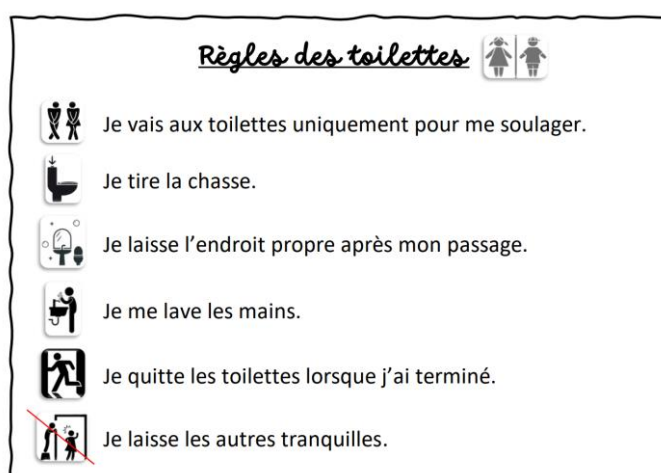 Règles des toilettes
Je vais aux toilettes uniquement pour me soulager.
Je tire la chasse.
Je laisse l’endroit propre après mon passage.
Je me lave les mains.
Je quitte les toilettes lorsque j’ai terminé.
Je laisse les autres tranquilles.